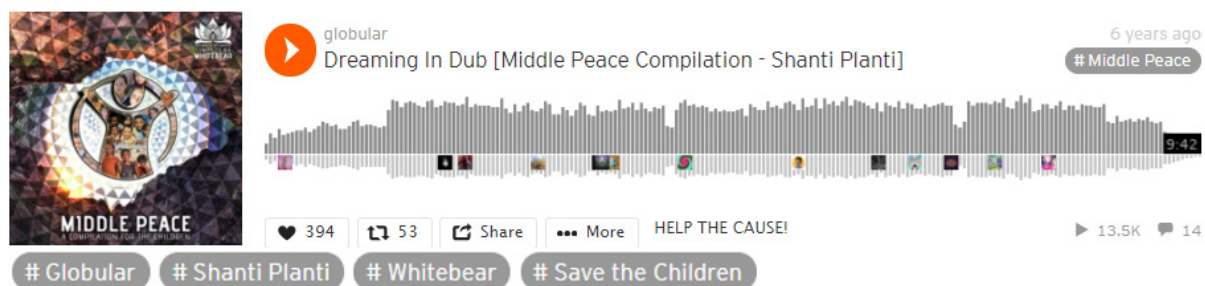 globular
6 years ago
Dreaming In Dub [Middle Peace Compilation - Shanti Planti]
# Middle Peace
WHITEBEAR
9:42
MIDDLE PEACE
A COMPILATION FOR THE CHILDREN
394
53
Share
More
HELP THE CAUSE!
13.5K
14
# Globular
# Shanti Planti
# Whitebear
# Save the Children